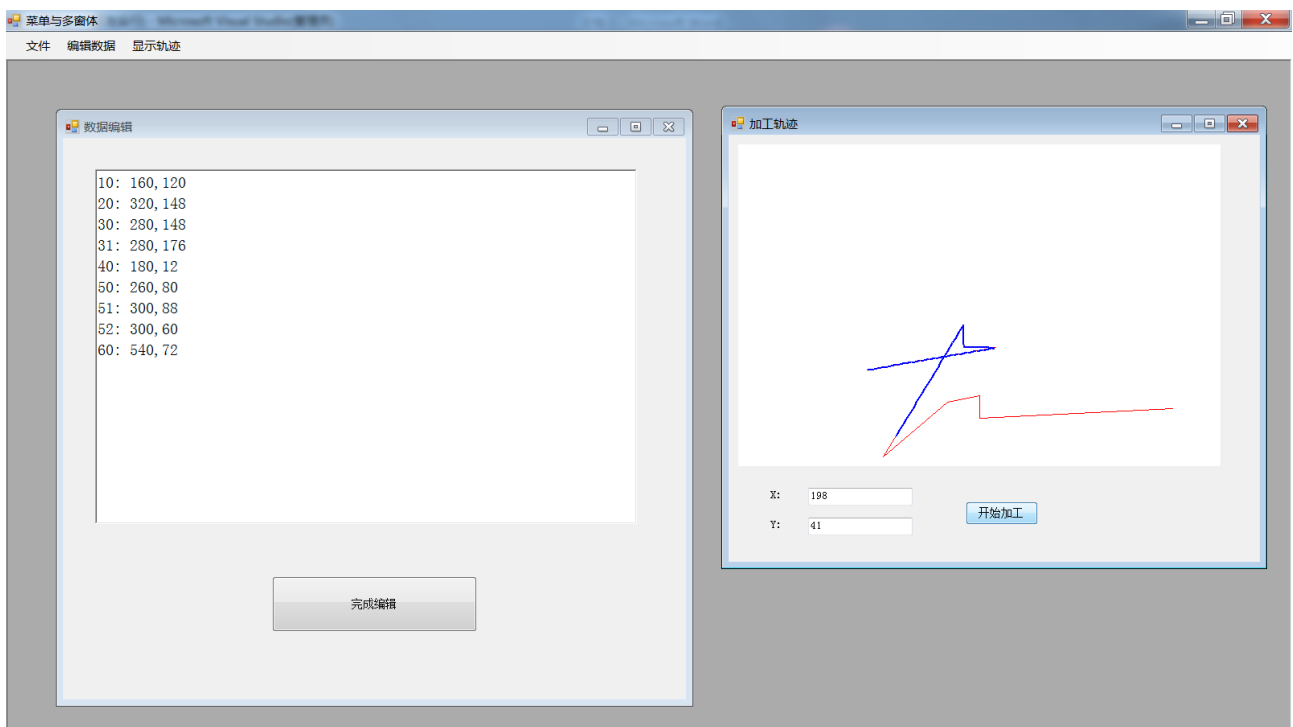 菜单与多窗体
文件 编辑数据 显示轨迹
数据编辑
10: 160,120
20: 320,148
30: 280,148
31: 280,176
40: 180,12
50: 260,80
51: 300,88
52: 300,60
60: 540,72
完成编辑
加工轨迹
X: 198
Y: 41
开始加工